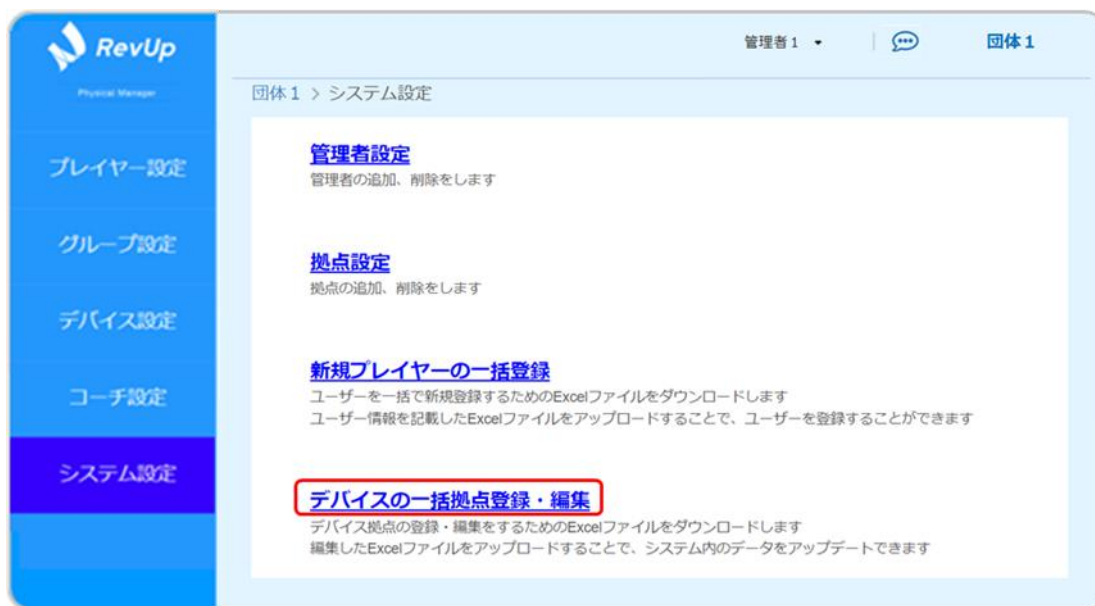 RevUp
Physical Manager
管理者1
団体1
団体1 > システム設定
プレイヤー設定
グループ設定
デバイス設定
コーチ設定
システム設定
管理者設定
管理者の追加、削除をします
拠点設定
拠点の追加、削除をします
新規プレイヤーの一括登録
ユーザーを一括で新規登録するためのExcelファイルをダウンロードします
ユーザー情報を記載したExcelファイルをアップロードすることで、ユーザーを登録することができます
デバイスの一括拠点登録・編集
デバイス拠点の登録・編集をするためのExcelファイルをダウンロードします
編集したExcelファイルをアップロードすることで、システム内のデータをアップデートできます